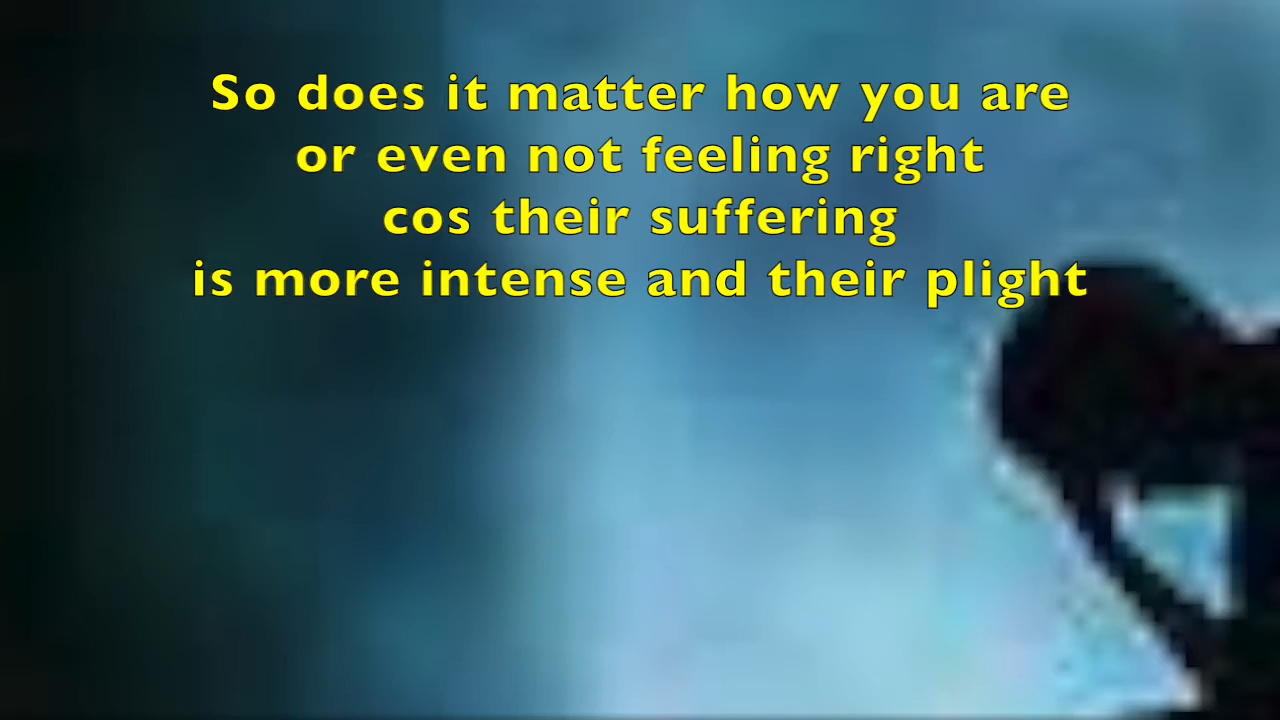 So does it matter how you are
or even not feeling right
cos their suffering
is more intense and their plight